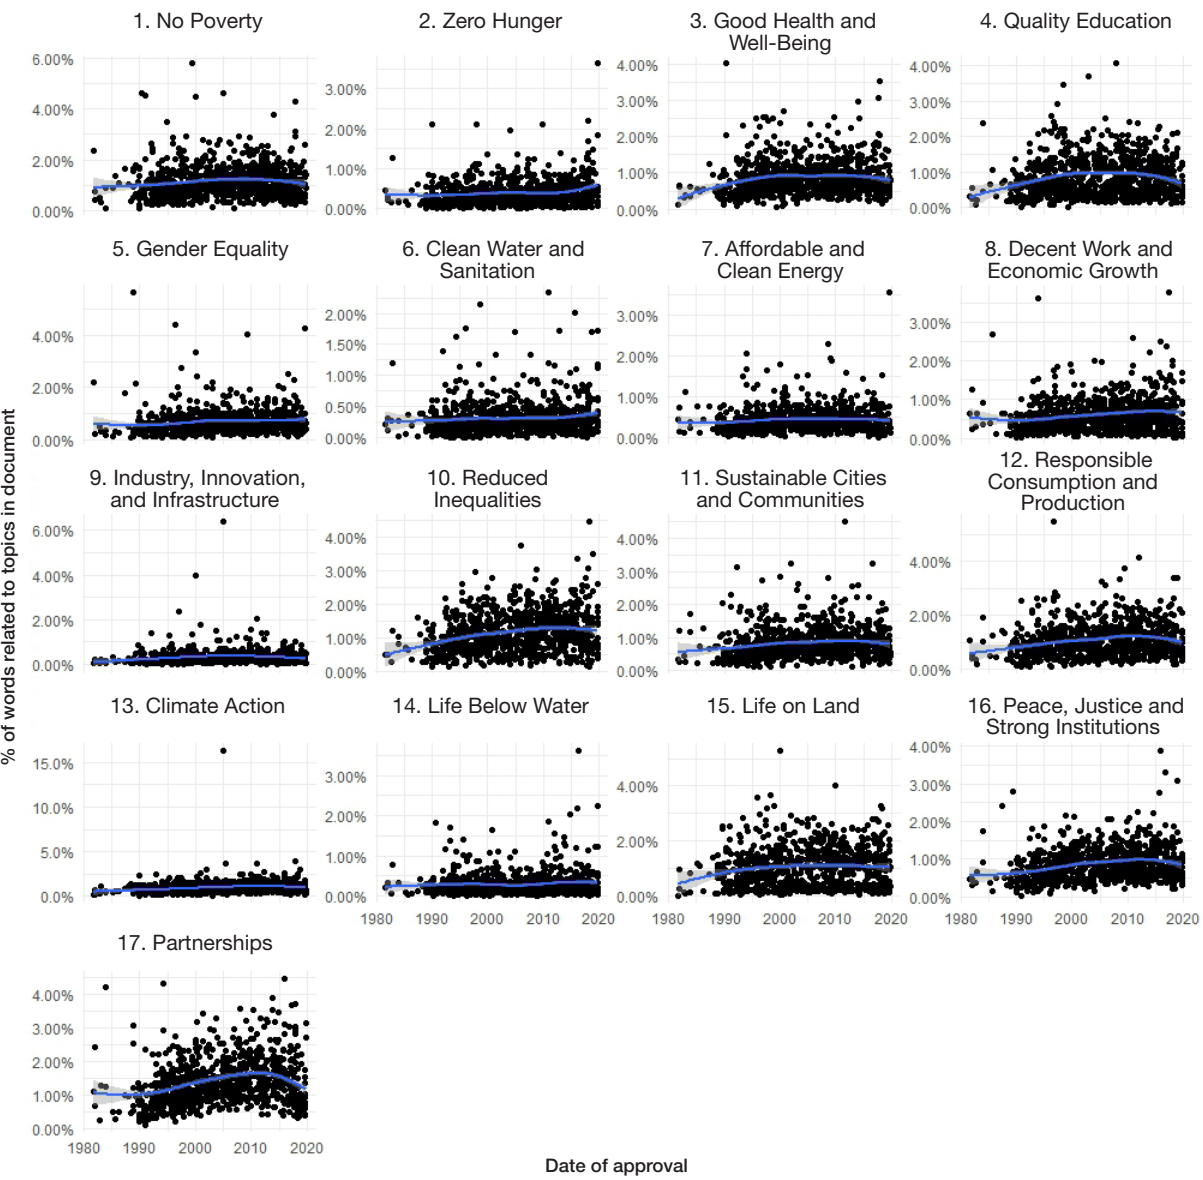 1. No Poverty
2. Zero Hunger
3. Good Health and
Well-Being
4. Quality Education
6.00%
4.00%
2.00%
0.00%
3.00%
2.00%
1.00%
0.00%
4.00%
3.00%
2.00%
1.00%
0.00%
4.00%
3.00%
2.00%
1.00%
0.00%
5. Gender Equality
6. Clean Water and
Sanitation
7. Affordable and
Clean Energy
8. Decent Work and
Economic Growth
4.00%
2.00%
0.00%
2.00%
1.50%
1.00%
0.50%
0.00%
3.00%
2.00%
1.00%
0.00%
3.00%
2.00%
1.00%
0.00%
% of words related to topics in document
9. Industry, Innovation,
and Infrastructure
10. Reduced
Inequalities
11. Sustainable Cities
and Communities
12. Responsible
Consumption and
Production
6.00%
4.00%
2.00%
0.00%
4.00%
3.00%
2.00%
1.00%
0.00%
4.00%
3.00%
2.00%
1.00%
0.00%
4.00%
2.00%
0.00%
13. Climate Action
14. Life Below Water
15. Life on Land
16. Peace, Justice and
Strong Institutions
15.0%
10.0%
5.0%
0.0%
3.00%
2.00%
1.00%
0.00%
1980 1990 2000 2010 2020
4.00%
2.00%
0.00%
1980 1990 2000 2010 2020
4.00%
3.00%
2.00%
1.00%
0.00%
1980 1990 2000 2010 2020
17. Partnerships
4.00%
3.00%
2.00%
1.00%
0.00%
1980 1990 2000 2010 2020
Date of approval